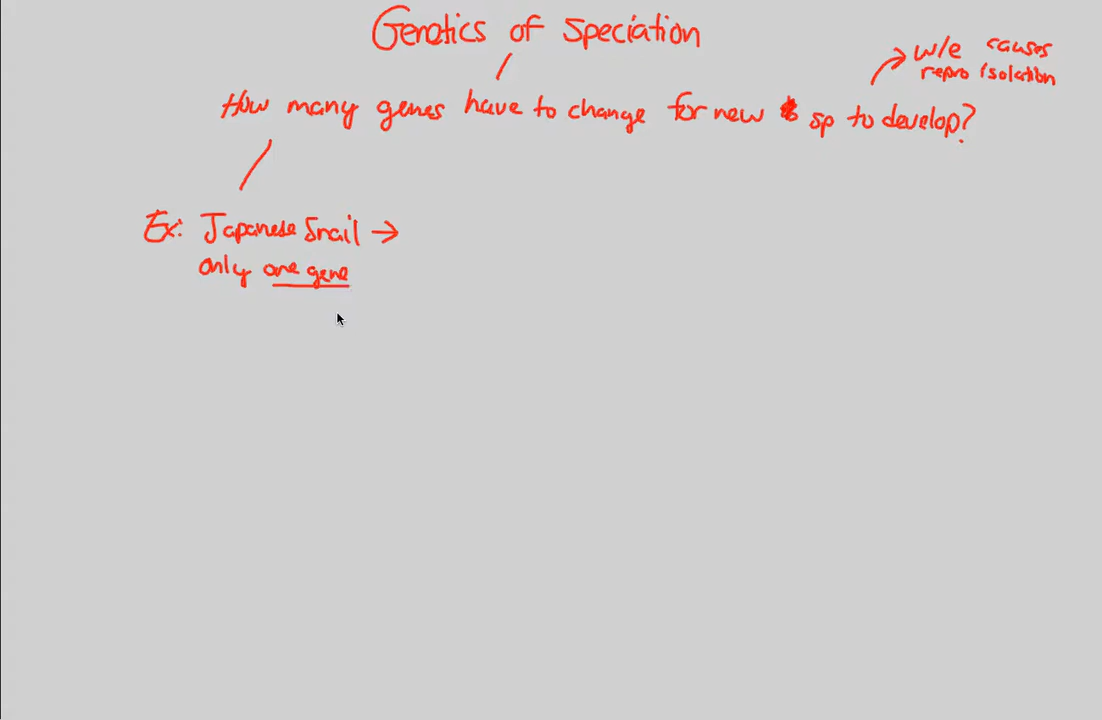 Genetics of Speciation
w/e causes
repro isolation
How many genes have to change for new sp to develop?
Ex: Japanese Snail →
only one gene